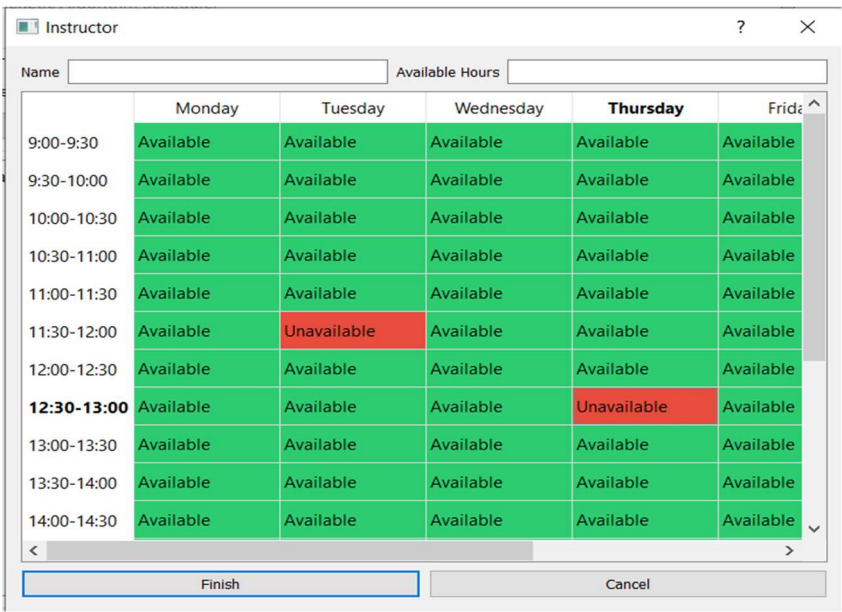 Instructor ?
Name Available Hours
Monday Tuesday Wednesday Thursday
9:00-9:30 Available Available Available Available Available
9:30-10:00 Available Available Available Available Available
10:00-10:30 Available Available Available Available Available
10:30-11:00 Available Available Available Available Available
11:00-11:30 Available Available Available Available Available
11:30-12:00 Available Unavailable Available Available Available
12:00-12:30 Available Available Available Available Available
12:30-13:00 Available Available Available Unavailable Available
13:00-13:30 Available Available Available Available Available
13:30-14:00 Available Available Available Available Available
14:00-14:30 Available Available Available Available Available
Finish Cancel